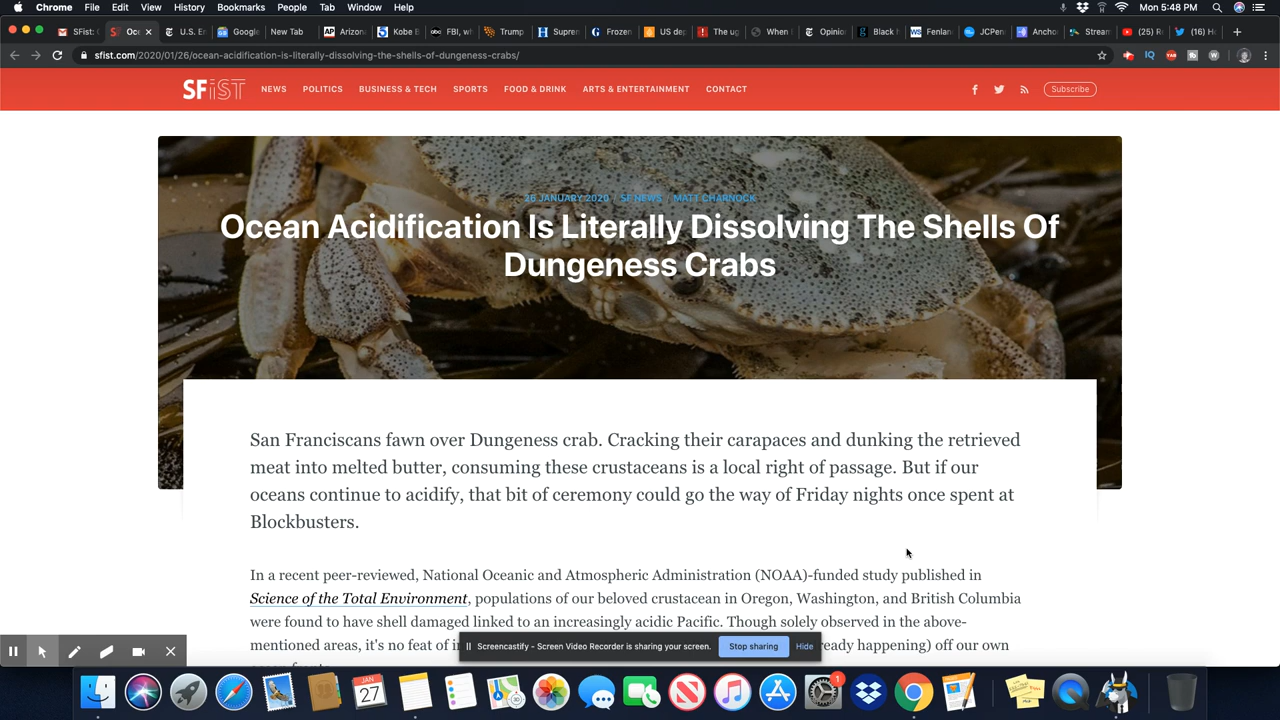 Chrome File Edit View History Bookmarks People Tab Window Help Mon 5:48 PM
SFist: Oc U.S. En Google New Tab Arizona Kobe B FBI, wh Trump Suprem Frozen US dep The ug When Opinio Black Fenlan JCPen Anchor Stream (25) R (16) H
sfist.com/2020/01/26/ocean-acidification-is-literally-dissolving-the-shells-of-dungeness-crabs/
SFiST NEWS POLITICS BUSINESS & TECH SPORTS FOOD & DRINK ARTS & ENTERTAINMENT CONTACT Subscribe
26 JANUARY 2020 / SF NEWS / MATT CHARNOCK
Ocean Acidification Is Literally Dissolving The Shells Of
Dungeness Crabs
San Franciscans fawn over Dungeness crab. Cracking their carapaces and dunking the retrieved
meat into melted butter, consuming these crustaceans is a local right of passage. But if our
oceans continue to acidify, that bit of ceremony could go the way of Friday nights once spent at
Blockbusters.
In a recent peer-reviewed, National Oceanic and Atmospheric Administration (NOAA)-funded study published in
Science of the Total Environment, populations of our beloved crustacean in Oregon, Washington, and British Columbia
were found to have shell damaged linked to an increasingly acidic Pacific. Though solely observed in the above-
mentioned areas, it's no feat of ready happening) off our own
Screencastify - Screen Video Recorder is sharing your screen. Stop sharing Hide
JAN
27
1